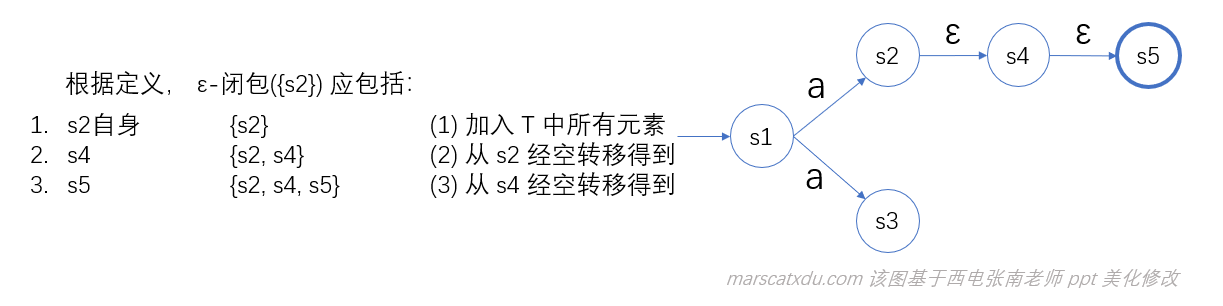 根据定义， ε-闭包({s2}) 应包括：
1. s2自身 {s2} (1) 加入 T 中所有元素
2. s4 {s2, s4} (2) 从 s2 经空转移得到
3. s5 {s2, s4, s5} (3) 从 s4 经空转移得到
s1
a
s2
ε
s4
ε
s5
a
s3
marscatxdu.com 该图基于西电张南老师 ppt 美化修改